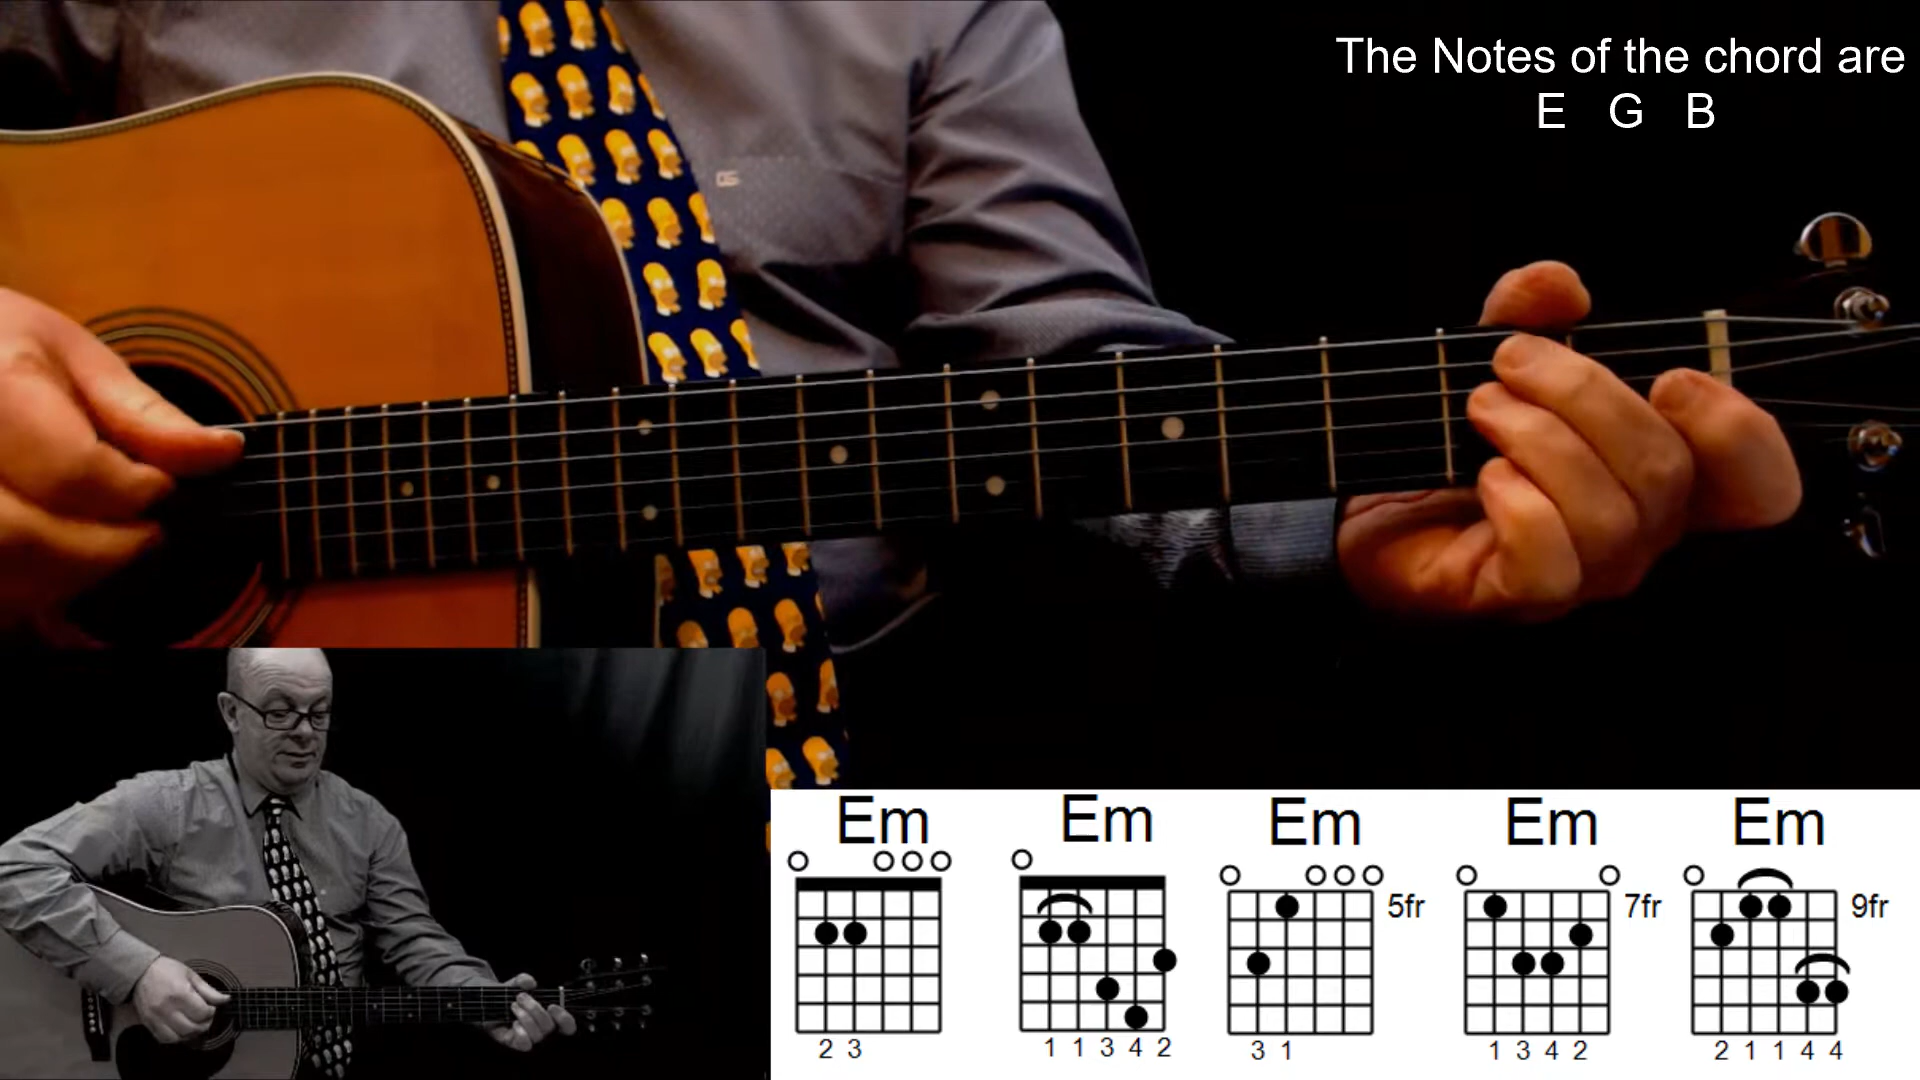 The Notes of the chord are
E G B
Em Em Em Em Em
5fr 7fr 9fr
2 3 1 1 3 4 2 3 1 1 3 4 2 2 1 1 4 4